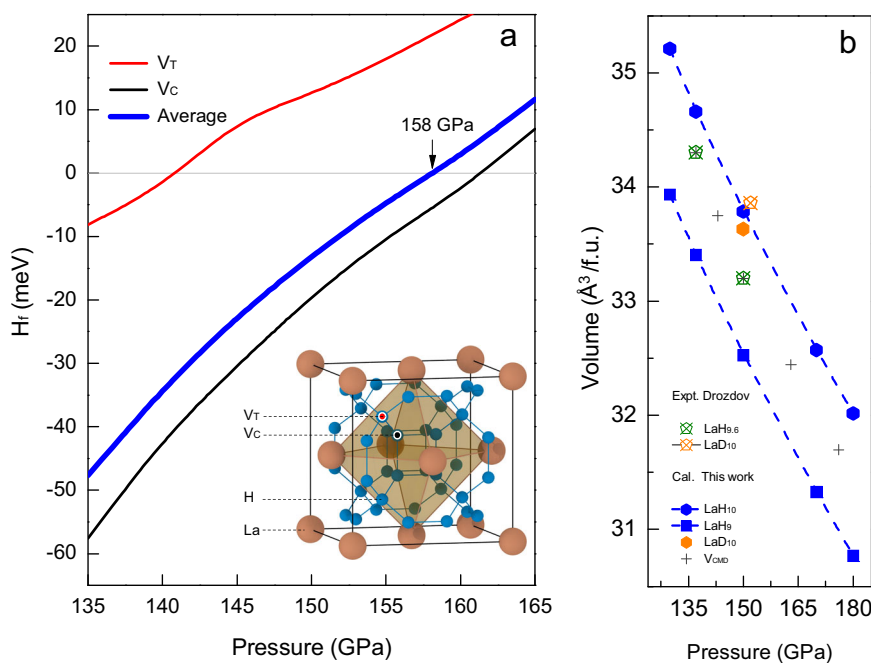 a
VT
VC
Average
158 GPa
20
10
0
-10
-20
-30
-40
-50
-60
Hf (meV)
VT
VC
H
La
135 140 145 150 155 160 165
Pressure (GPa)
b
35
34
33
32
31
Volume (Å3/f.u.)
Expt. Drozdov
LaH9.6
LaD10
Cal. This work
LaH10
LaH9
LaD10
VCMD
135 150 165 180
Pressure (GPa)